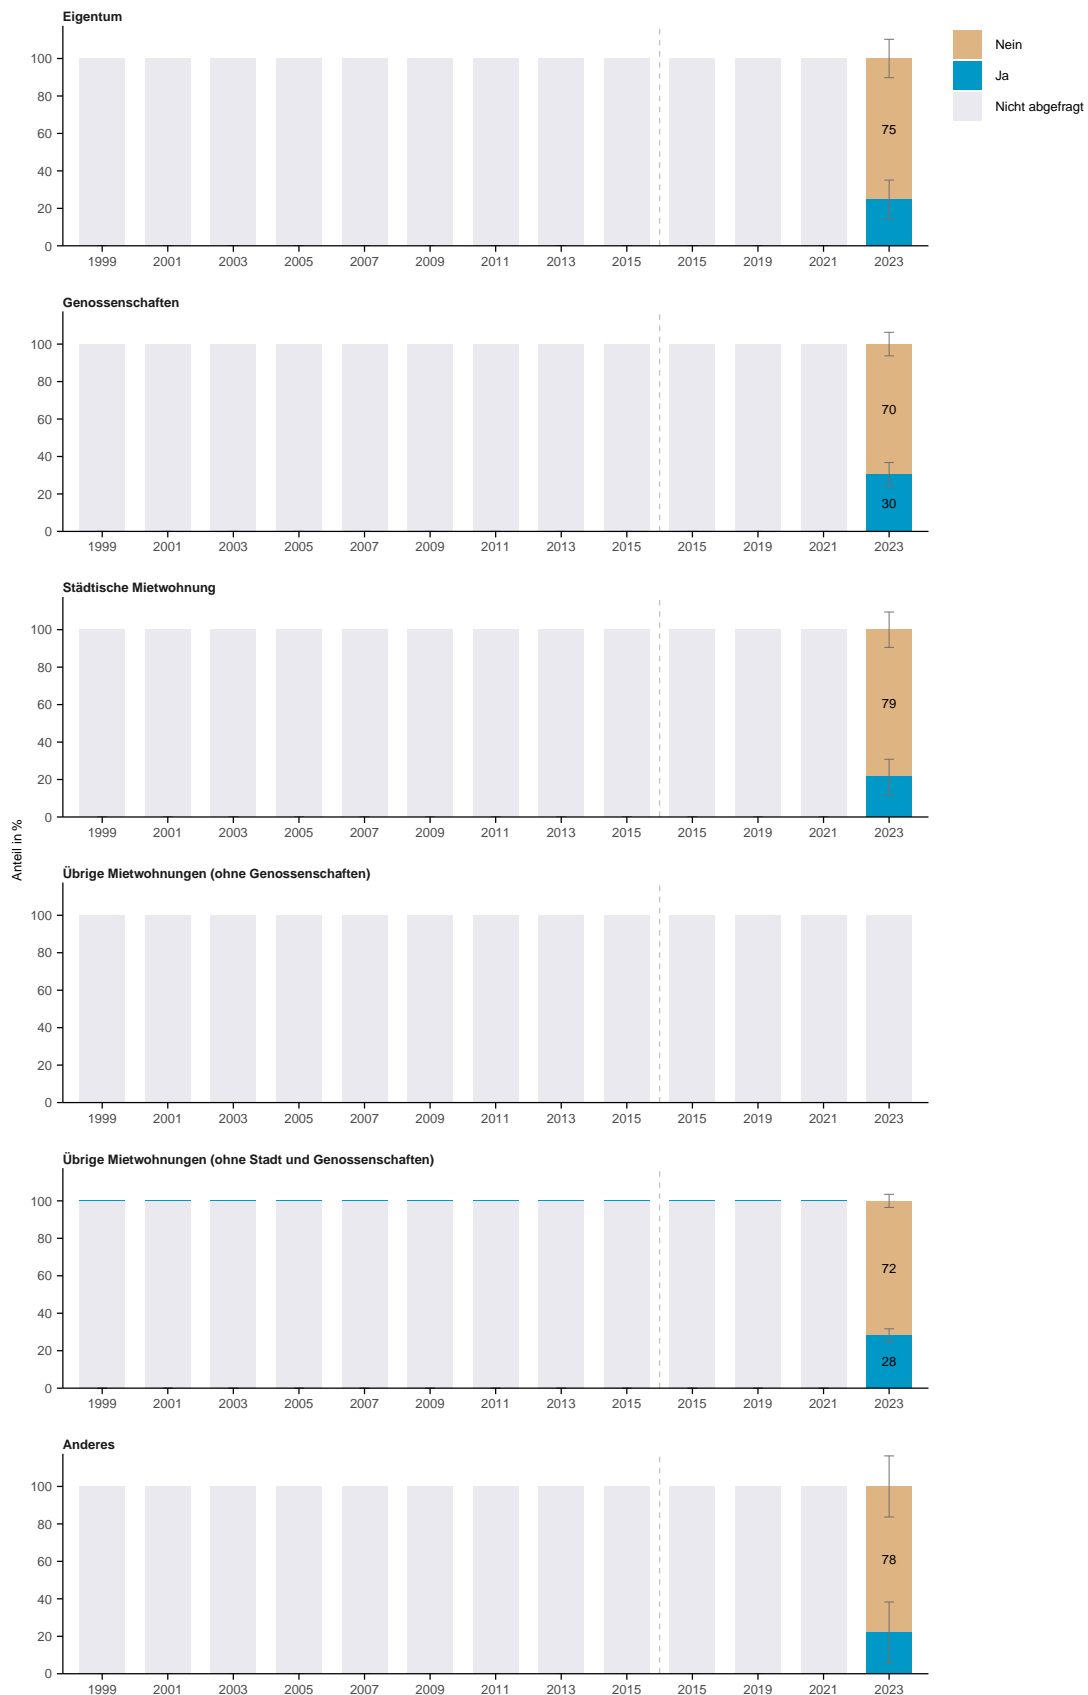 Eigentum
Nein
Ja
Nicht abgefragt
100
80
60
40
20
0
75
1999 2001 2003 2005 2007 2009 2011 2013 2015 2015 2019 2021 2023
Genossenschaften
100
80
60
40
20
0
70
30
1999 2001 2003 2005 2007 2009 2011 2013 2015 2015 2019 2021 2023
Städtische Mietwohnung
100
80
60
40
20
0
79
1999 2001 2003 2005 2007 2009 2011 2013 2015 2015 2019 2021 2023
Anteil in %
Übrige Mietwohnungen (ohne Genossenschaften)
100
80
60
40
20
0
1999 2001 2003 2005 2007 2009 2011 2013 2015 2015 2019 2021 2023
Übrige Mietwohnungen (ohne Stadt und Genossenschaften)
100
80
60
40
20
0
72
28
1999 2001 2003 2005 2007 2009 2011 2013 2015 2015 2019 2021 2023
Anderes
100
80
60
40
20
0
78
1999 2001 2003 2005 2007 2009 2011 2013 2015 2015 2019 2021 2023